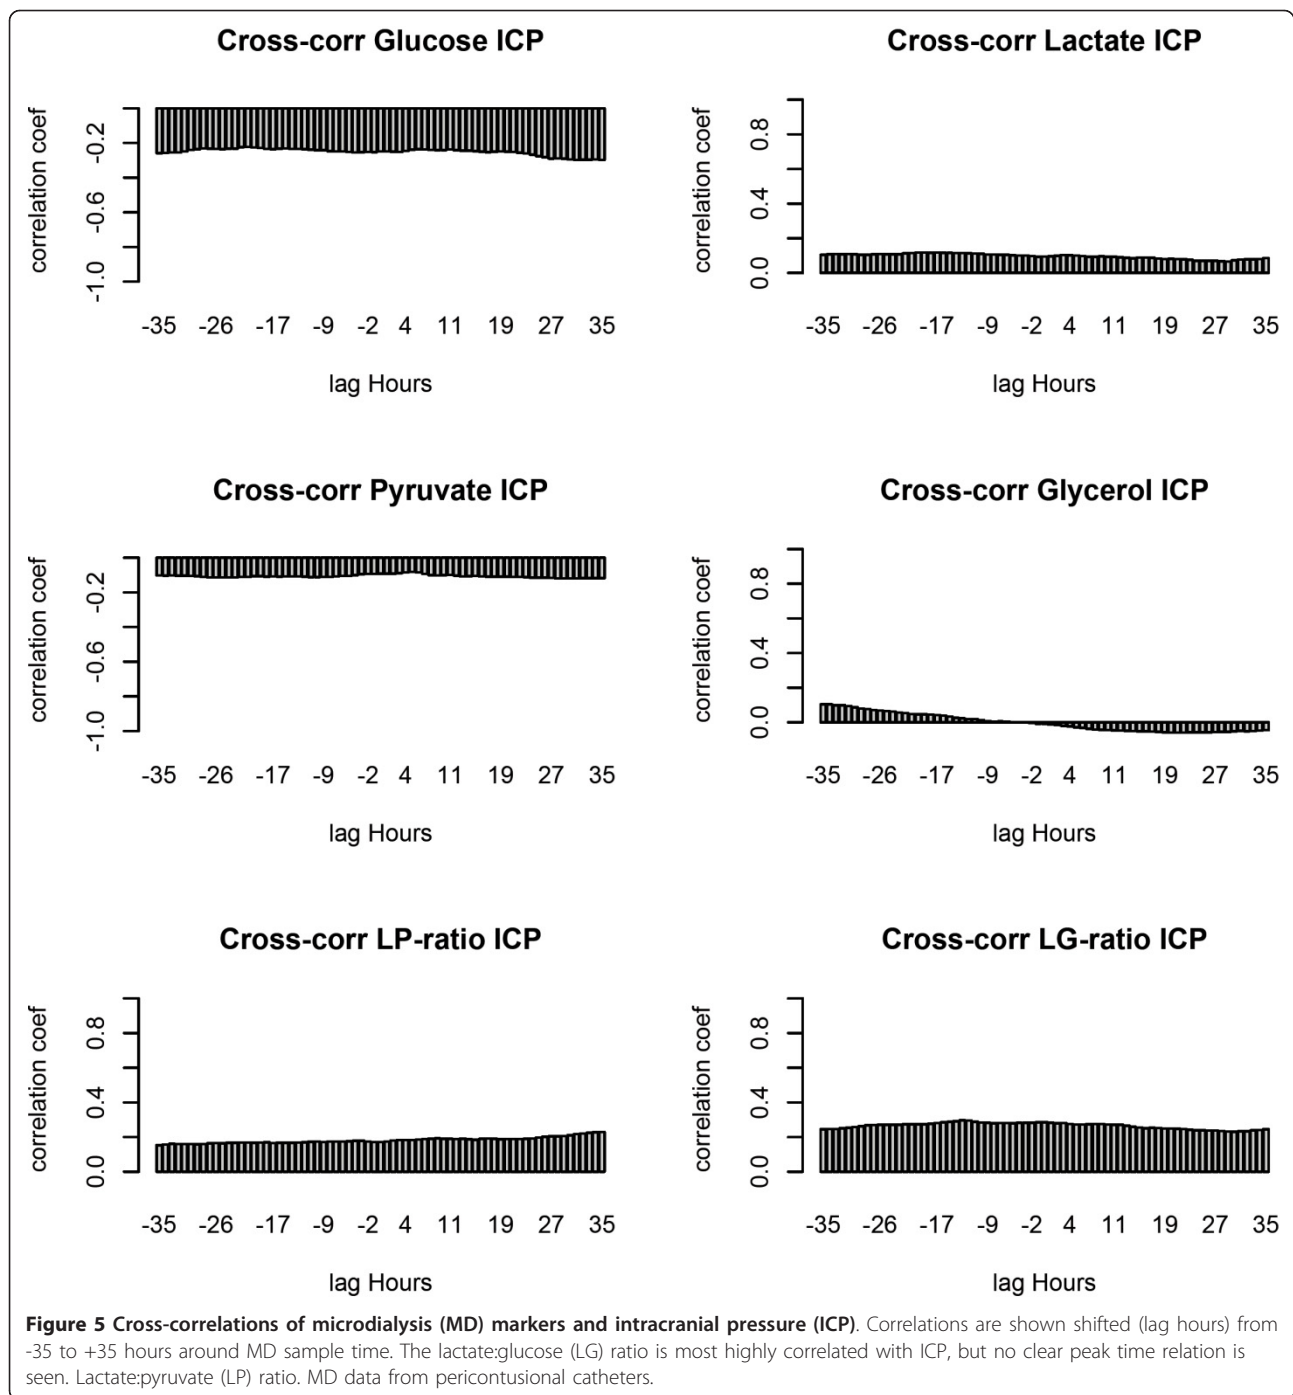 Cross-corr Glucose ICP
correlation coef
-0.2
-0.6
-1.0
-35 -26 -17 -9 -2 4 11 19 27 35
lag Hours
Cross-corr Lactate ICP
correlation coef
0.8
0.4
0.0
-35 -26 -17 -9 -2 4 11 19 27 35
lag Hours
Cross-corr Pyruvate ICP
correlation coef
-0.2
-0.6
-1.0
-35 -26 -17 -9 -2 4 11 19 27 35
lag Hours
Cross-corr Glycerol ICP
correlation coef
0.8
0.4
0.0
-35 -26 -17 -9 -2 4 11 19 27 35
lag Hours
Cross-corr LP-ratio ICP
correlation coef
0.8
0.4
0.0
-35 -26 -17 -9 -2 4 11 19 27 35
lag Hours
Cross-corr LG-ratio ICP
correlation coef
0.8
0.4
0.0
-35 -26 -17 -9 -2 4 11 19 27 35
lag Hours
Figure 5 Cross-correlations of microdialysis (MD) markers and intracranial pressure (ICP). Correlations are shown shifted (lag hours) from
-35 to +35 hours around MD sample time. The lactate:glucose (LG) ratio is most highly correlated with ICP, but no clear peak time relation is
seen. Lactate:pyruvate (LP) ratio. MD data from pericontusional catheters.